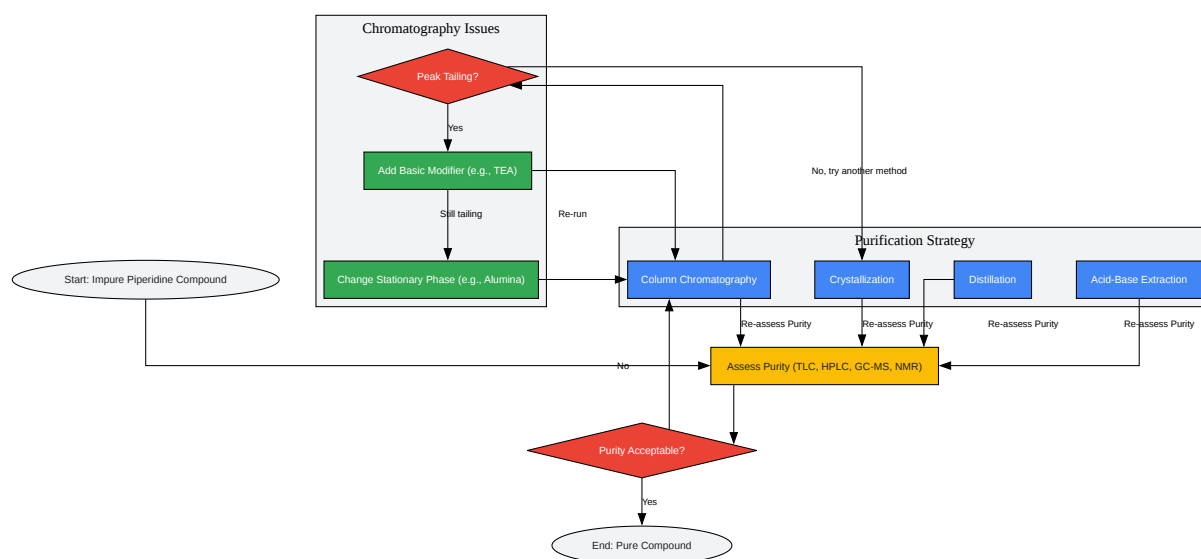 Chromatography Issues
Peak Tailing?
Yes
Add Basic Modifier (e.g., TEA)
No, try another method
Still tailing
Re-run
Purification Strategy
Start: Impure Piperidine Compound
Change Stationary Phase (e.g., Alumina)
Column Chromatography
Crystallization
Distillation
Acid-Base Extraction
Re-assess Purity
Re-assess Purity
Re-assess Purity
Re-assess Purity
No
Assess Purity (TLC, HPLC, GC-MS, NMR)
Purity Acceptable?
Yes
End: Pure Compound